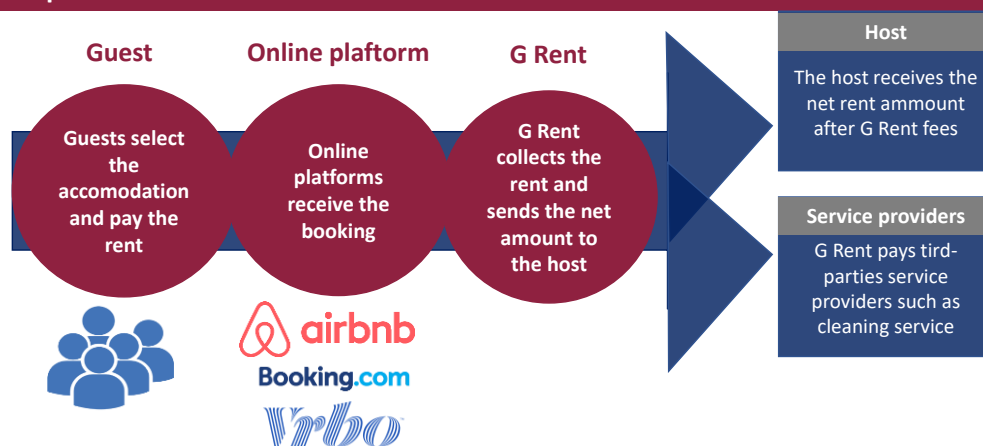 Guest
Online plaftorm
G Rent
Guests select
the
accomodation
and pay the
rent
Online
platforms
receive the
booking
G Rent
collects the
rent and
sends the net
amount to
the host
Host
The host receives the
net rent ammount
after G Rent fees
Service providers
G Rent pays tird-
parties service
providers such as
cleaning service
airbnb
Booking.com
Vrbo